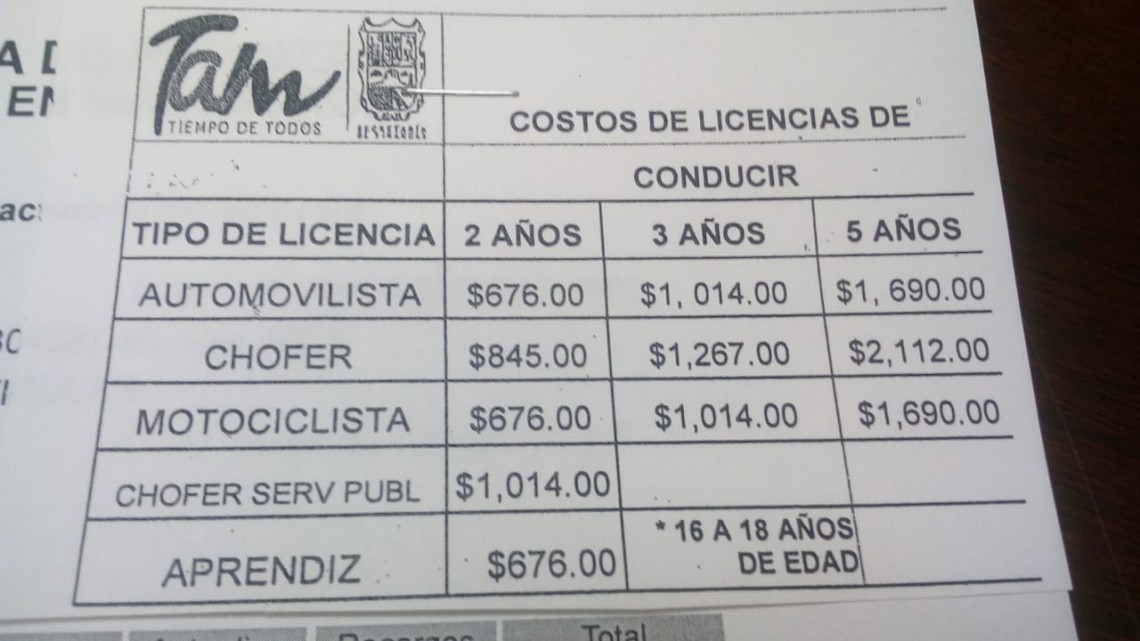 A D
EN
Tam
TIEMPO DE TODOS
COSTOS DE LICENCIAS DE
CONDUCIR
TIPO DE LICENCIA 2 AÑOS 3 AÑOS 5 AÑOS
AUTOMOVILISTA $676.00 $1, 014.00 $1, 690.00
CHOFER $845.00 $1,267.00 $2,112.00
MOTOCICLISTA $676.00 $1,014.00 $1,690.00
CHOFER SERV PUBL $1,014.00
APRENDIZ $676.00 * 16 A 18 AÑOS
DE EDAD
Recargos Total